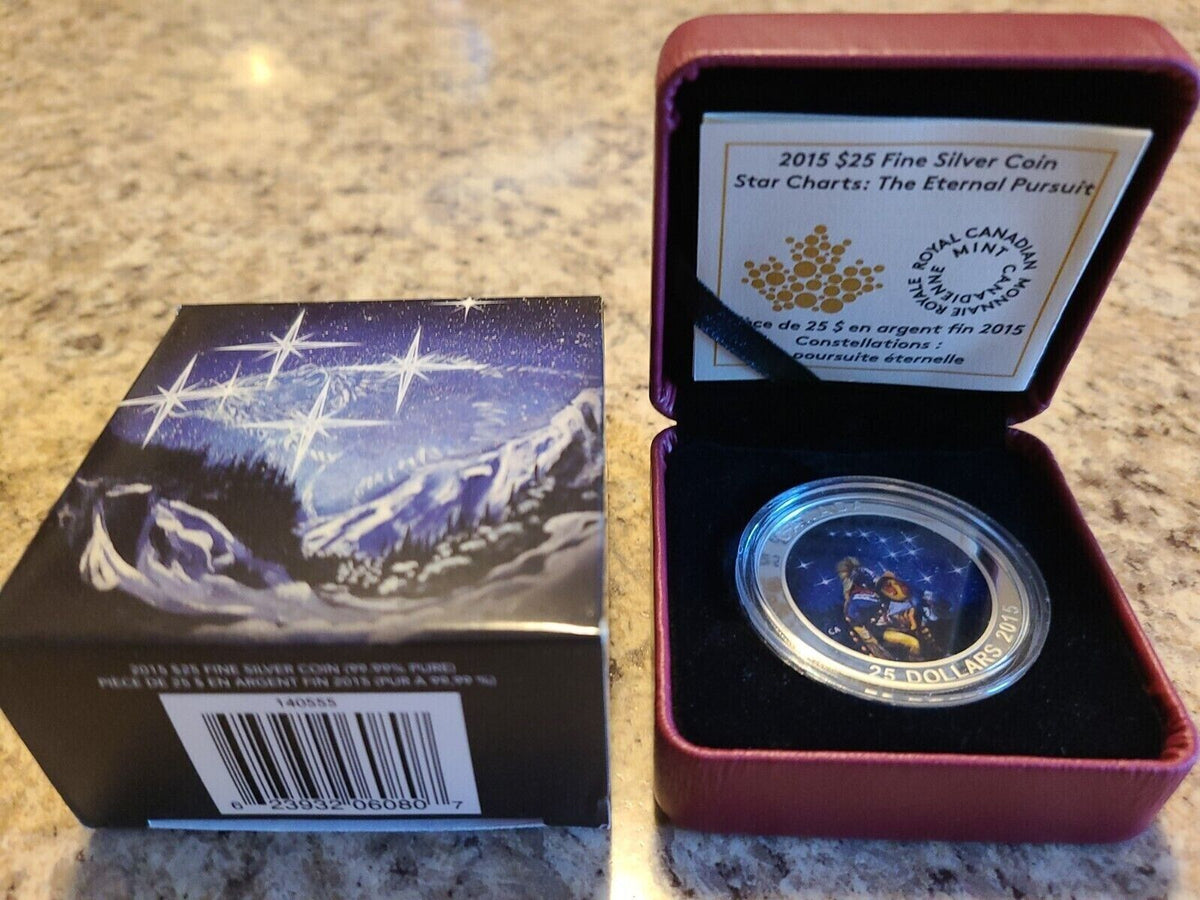 2015 $25 Fine Silver Coin
Star Charts: The Eternal Pursuit
ROYAL CANADIAN MINT
MONNAIE ROYALE CANADIENNE
ce de 25 $ en argent fin 2015
Constellations :
poursuite éternelle
2015 $25 FINE SILVER COIN (99.99% PURE)
PIÈCE DE 25 $ EN ARGENT FIN 2015 (PUR À 99,99 %)
140555
6 23932 06080 7
CANADA
CA
25 DOLLARS 2015